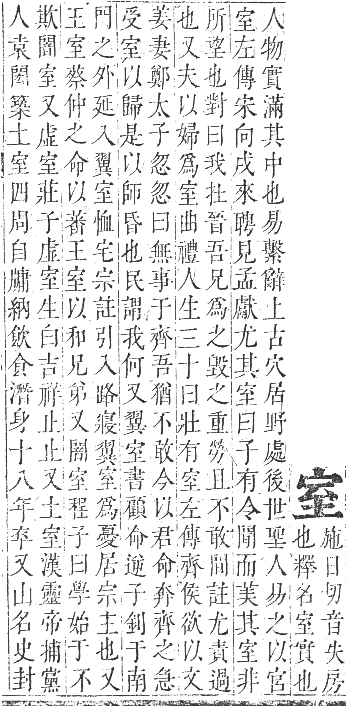 室
施日切音失房
也釋名室實也
人物實滿其中也易繫辭上古穴居野處後世聖人易之以宮
室左傳宋向戌來聘見孟獻尤其室曰子有令聞而美其室非
所望也對曰我在晉吾兄爲之毀之重勞且不敢間註尤責過
也又夫以婦爲室曲禮人生三十曰壯有室左傳齊侯欲以文
姜妻鄭太子忽忽曰無事于齊吾猶不敢今以君命奔齊之急
受室以歸是以師昏也民謂我何又翼室書顧命逆子釗于南
門之外延入翼室恤宅宗註引入路寢翼室爲憂居宗主也又
王室蔡仲之命以蕃王室以和兄弟又闇室程子曰學始于不
欺闇室又虛室莊子虛室生白吉祥止止又土室漢靈帝捕黨
人袁閎築土室四周自牖納飲食潛身十八年卒又山名史封